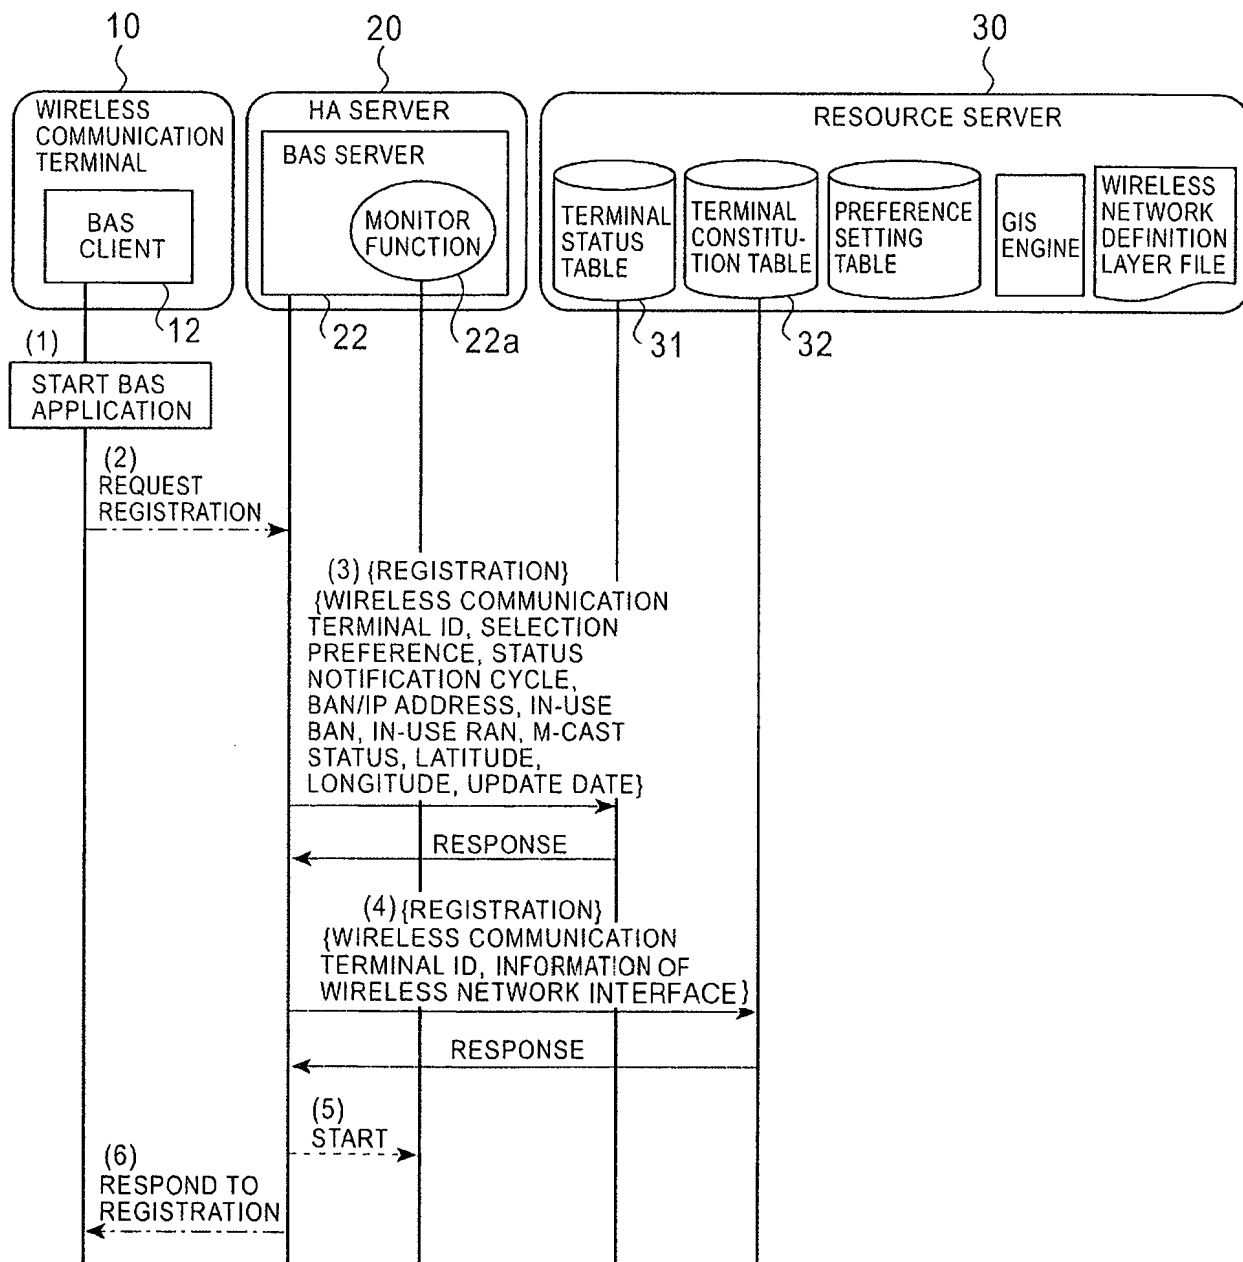 10
20
30
WIRELESS
COMMUNICATION
TERMINAL
BAS
CLIENT
12
HA SERVER
BAS SERVER
MONITOR
FUNCTION
22
22a
RESOURCE SERVER
TERMINAL
STATUS
TABLE
31
TERMINAL
CONSTITU-
TION TABLE
32
PREFERENCE
SETTING
TABLE
GIS
ENGINE
WIRELESS
NETWORK
DEFINITION
LAYER FILE
(1)
START BAS
APPLICATION
(2)
REQUEST
REGISTRATION
(3) {REGISTRATION}
{WIRELESS COMMUNICATION
TERMINAL ID, SELECTION
PREFERENCE, STATUS
NOTIFICATION CYCLE,
BAN/IP ADDRESS, IN-USE
BAN, IN-USE RAN, M-CAST
STATUS, LATITUDE,
LONGITUDE, UPDATE DATE}
RESPONSE
(4) {REGISTRATION}
{WIRELESS COMMUNICATION
TERMINAL ID, INFORMATION OF
WIRELESS NETWORK INTERFACE}
RESPONSE
(5)
START
(6)
RESPOND TO
REGISTRATION